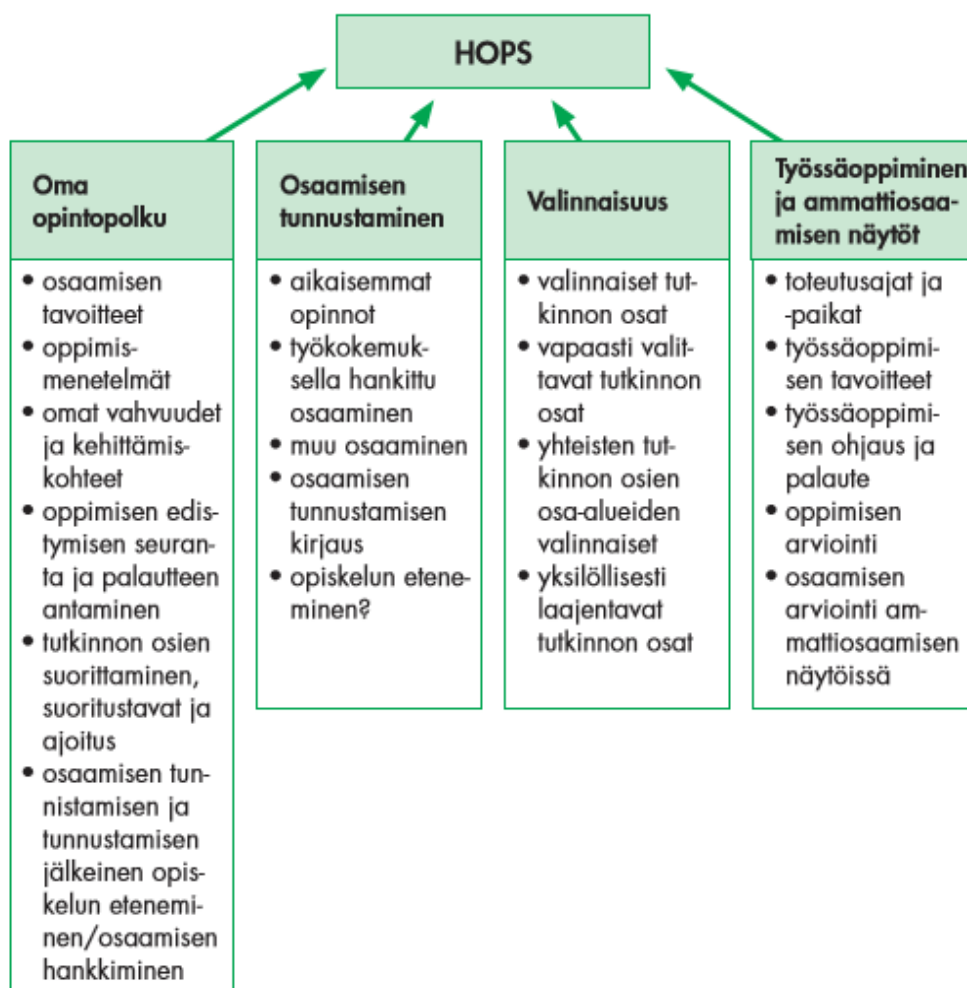 HOPS
Oma
opintopolku
• osaamisen
tavoitteet
• oppimis-
menetelmät
• omat vahvuudet
ja kehittämis-
kohteet
• oppimisen edis-
tymisen seuran-
ta ja palautteen
antaminen
• tutkinnon osien
suorittaminen,
suoritustavat ja
ajoitus
• osaamisen tun-
nistamisen ja
tunnustamisen
jälkeinen opis-
kelun etenemi-
nen/osaamisen
hankkiminen
Osaamisen
tunnustaminen
• aikaisemmat
opinnot
• työkokemuk-
sella hankittu
osaaminen
• muu osaaminen
• osaamisen
tunnustamisen
kirjaus
• opiskelun etene-
minen?
Valinnaisuus
• valinnaiset tut-
kinnon osat
• vapaasti valit-
tavat tutkinnon
osat
• yhteisten tut-
kinnon osien
osa-alueiden
valinnaiset
• yksilöllisesti
laajentavat
tutkinnon osat
Työssäoppiminen
ja ammattiosaa-
misen näytöt
• toteutusajat ja
-paikat
• työssäoppimi-
sen tavoitteet
• työssäoppimi-
sen ohjaus ja
palaute
• oppimisen
arviointi
• osaamisen
arviointi am-
mattiosaamisen
näytöissä